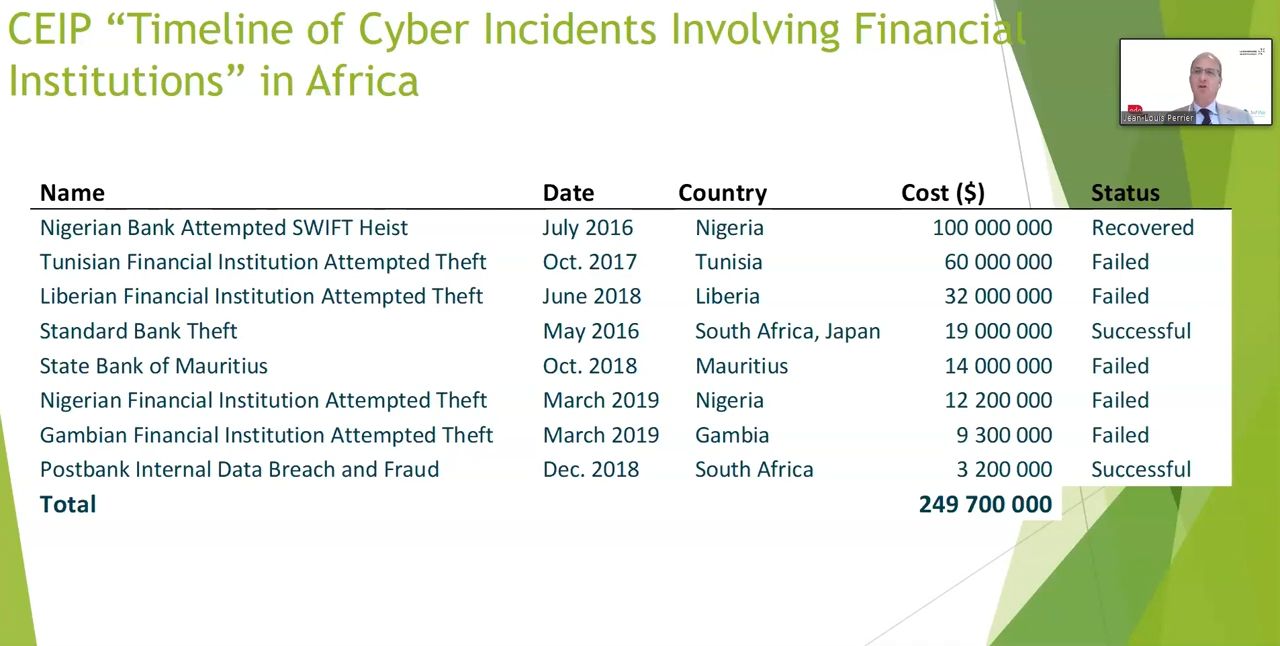 CEIP “Timeline of Cyber Incidents Involving Financial
Institutions” in Africa
Jean-Louis Perrier
Name Date Country Cost ($) Status
Nigerian Bank Attempted SWIFT Heist July 2016 Nigeria 100 000 000 Recovered
Tunisian Financial Institution Attempted Theft Oct. 2017 Tunisia 60 000 000 Failed
Liberian Financial Institution Attempted Theft June 2018 Liberia 32 000 000 Failed
Standard Bank Theft May 2016 South Africa, Japan 19 000 000 Successful
State Bank of Mauritius Oct. 2018 Mauritius 14 000 000 Failed
Nigerian Financial Institution Attempted Theft March 2019 Nigeria 12 200 000 Failed
Gambian Financial Institution Attempted Theft March 2019 Gambia 9 300 000 Failed
Postbank Internal Data Breach and Fraud Dec. 2018 South Africa 3 200 000 Successful
Total 249 700 000